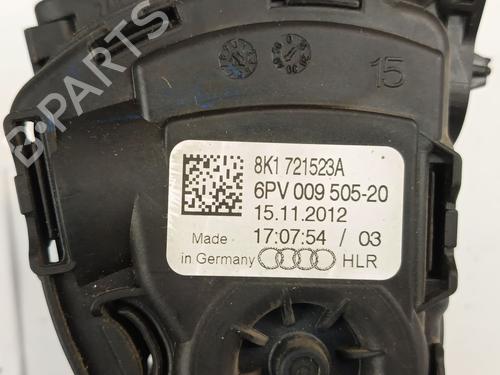 B-PARTS
15
8K1 721523A
6PV 009 505-20
15.11.2012
Made 17:07:54 / 03
in Germany HLR